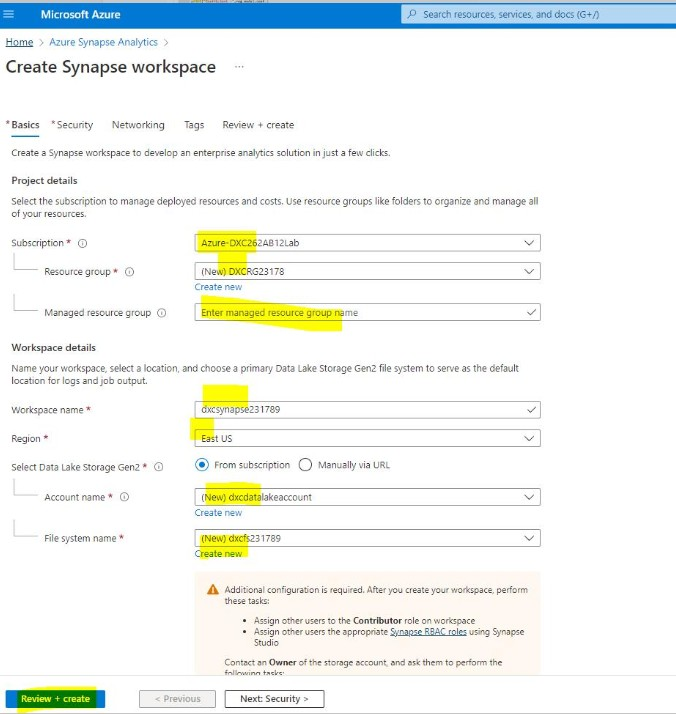 Microsoft Azure
Search resources, services, and docs (G+/)
Home > Azure Synapse Analytics >
Create Synapse workspace ...
* Basics * Security Networking Tags Review + create
Create a Synapse workspace to develop an enterprise analytics solution in just a few clicks.
Project details
Select the subscription to manage deployed resources and costs. Use resource groups like folders to organize and manage all
of your resources.
Subscription *
Azure-DXC262AB12Lab
Resource group *
(New) DXCRG23178
Create new
Managed resource group
Enter managed resource group name
Workspace details
Name your workspace, select a location, and choose a primary Data Lake Storage Gen2 file system to serve as the default
location for logs and job output.
Workspace name *
dxcsynapse231789
Region *
East US
Select Data Lake Storage Gen2 *
From subscription Manually via URL
Account name *
(New) dxcdatalakeaccount
Create new
File system name *
(New) dxcfs231789
Create new
Additional configuration is required. After you create your workspace, perform
these tasks:
• Assign other users to the Contributor role on workspace
• Assign other users the appropriate Synapse RBAC roles using Synapse
Studio
Contact an Owner of the storage account, and ask them to perform the
following tasks:
Review + create
< Previous
Next: Security >